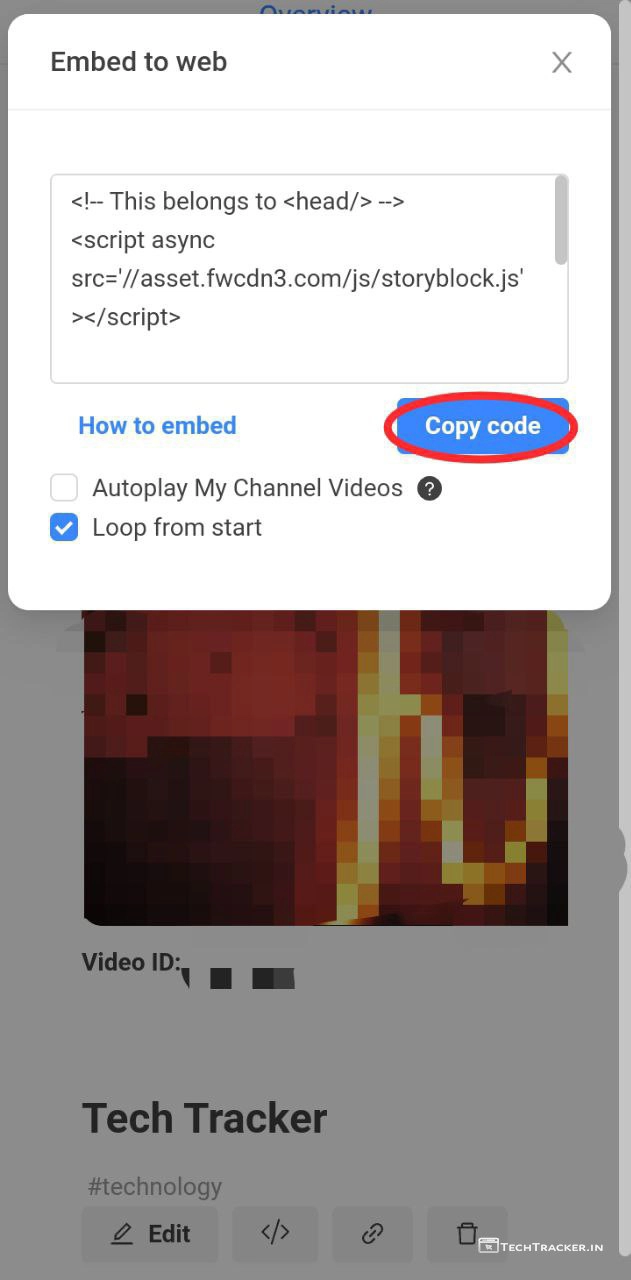 Overview
Embed to web
<!-- This belongs to <head/> -->
<script async
src='//asset.fwcdn3.com/js/storyblock.js'
></script>
How to embed
Copy code
Autoplay My Channel Videos ?
Loop from start
Video ID:
Tech Tracker
#technology
Edit </>
TECHTRACKER.IN